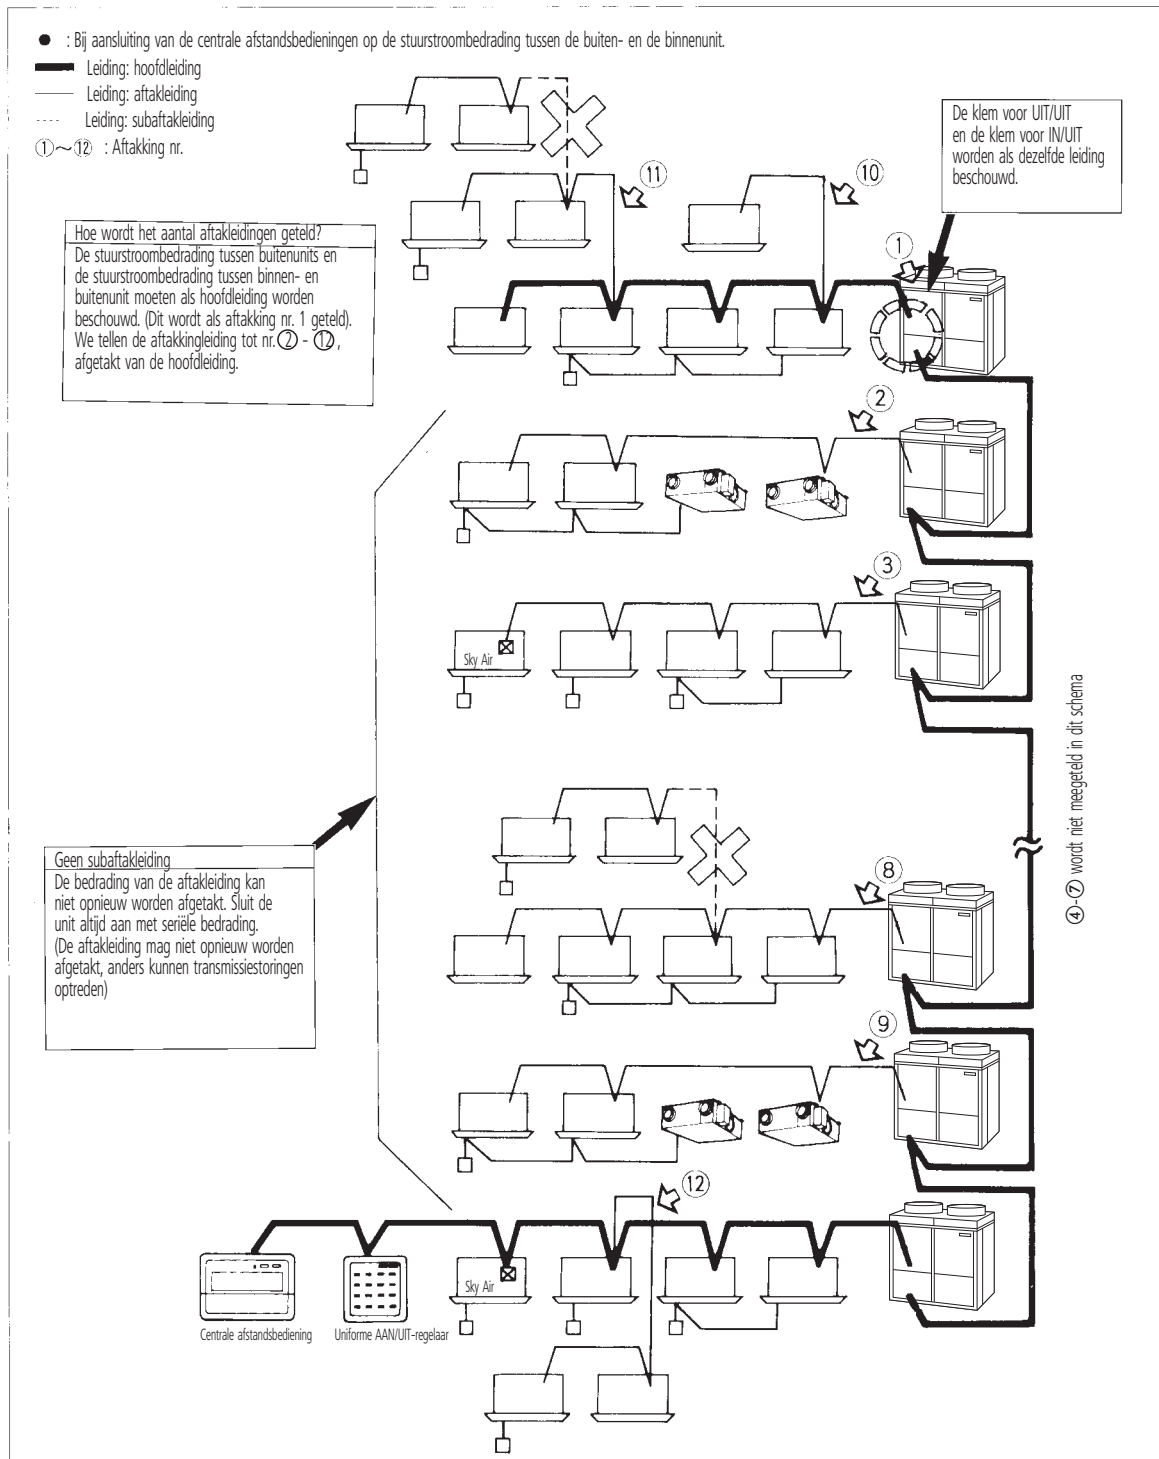 ● : Bij aansluiting van de centrale afstandsbedieningen op de stuurstroombedrading tussen de buiten- en de binnenunit.
Leiding: hoofdleiding
Leiding: aftakleiding
Leiding: subaftakleiding
①~⑫ : Aftakking nr.
De klem voor UIT/UIT
en de klem voor IN/UIT
worden als dezelfde leiding
beschouwd.
⑪
⑩
①
Hoe wordt het aantal aftakleidingen geteld?
De stuurstroombedrading tussen buitenunits en
de stuurstroombedrading tussen binnen- en
buitenunit moeten als hoofdleiding worden
beschouwd. (Dit wordt als aftakking nr. 1 geteld).
We tellen de aftakkingleiding tot nr.② - ⑫,
afgetakt van de hoofdleiding.
②
③
Sky Air
④-⑦ wordt niet meegeteld in dit schema
Geen subaftakleiding
De bedrading van de aftakleiding kan
niet opnieuw worden afgetakt. Sluit de
unit altijd aan met seriële bedrading.
(De aftakleiding mag niet opnieuw worden
afgetakt, anders kunnen transmissiestoringen
optreden)
⑧
⑨
⑫
Sky Air
Centrale afstandsbediening
Uniforme AAN/UIT-regelaar